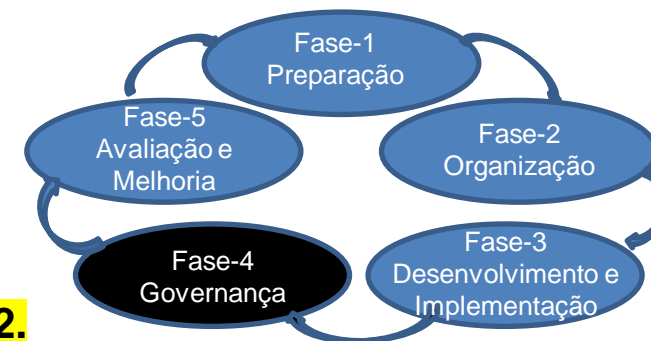 Fase-1
Preparação
Fase-2
Organização
Fase-3
Desenvolvimento e
Implementação
Fase-4
Governança
Fase-5
Avaliação e
Melhoria
2.